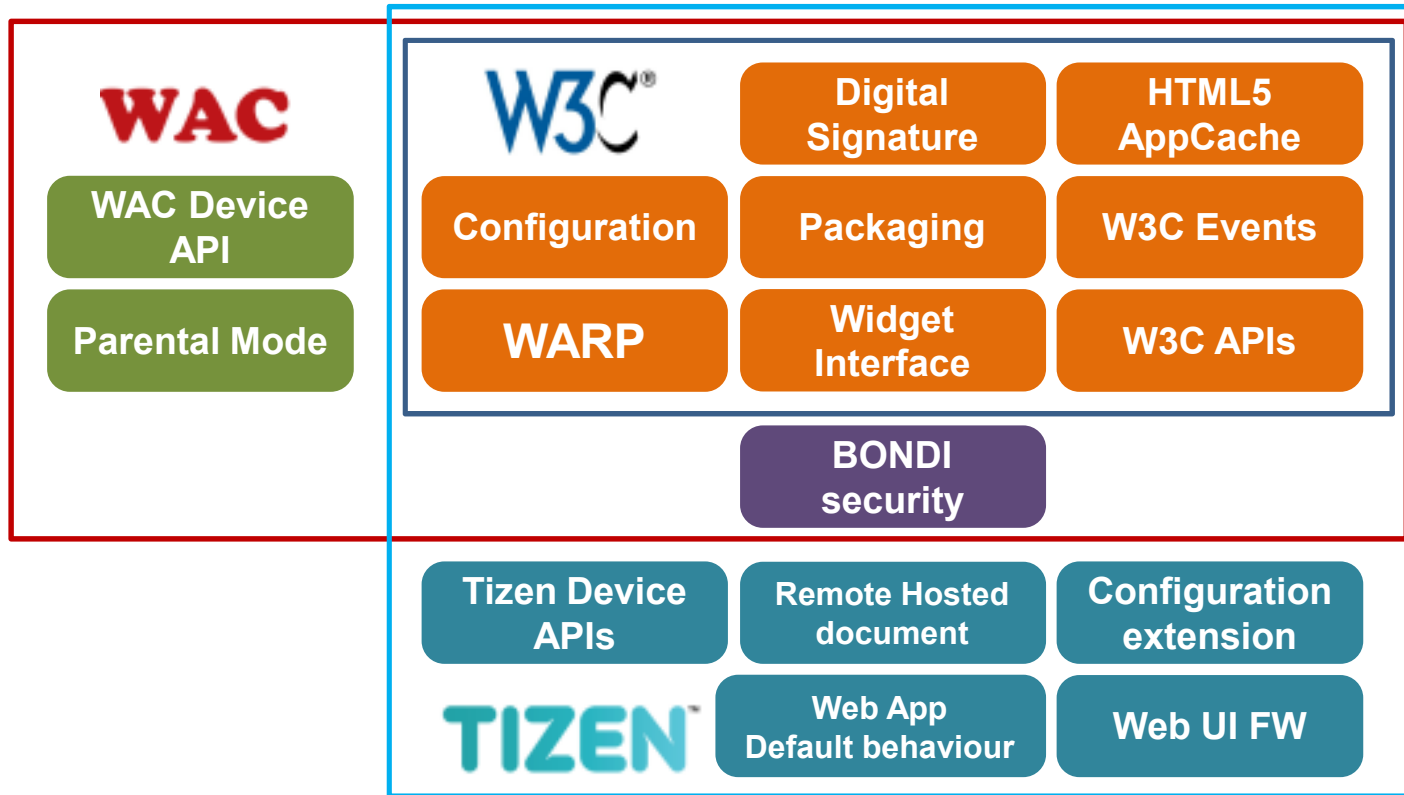 WAC
W3C®
Digital
Signature
HTML5
AppCache
WAC Device
API
Configuration
Packaging
W3C Events
Parental Mode
WARP
Widget
Interface
W3C APIs
BONDI
security
Tizen Device
APIs
Remote Hosted
document
Configuration
extension
TIZEN™
Web App
Default behaviour
Web UI FW